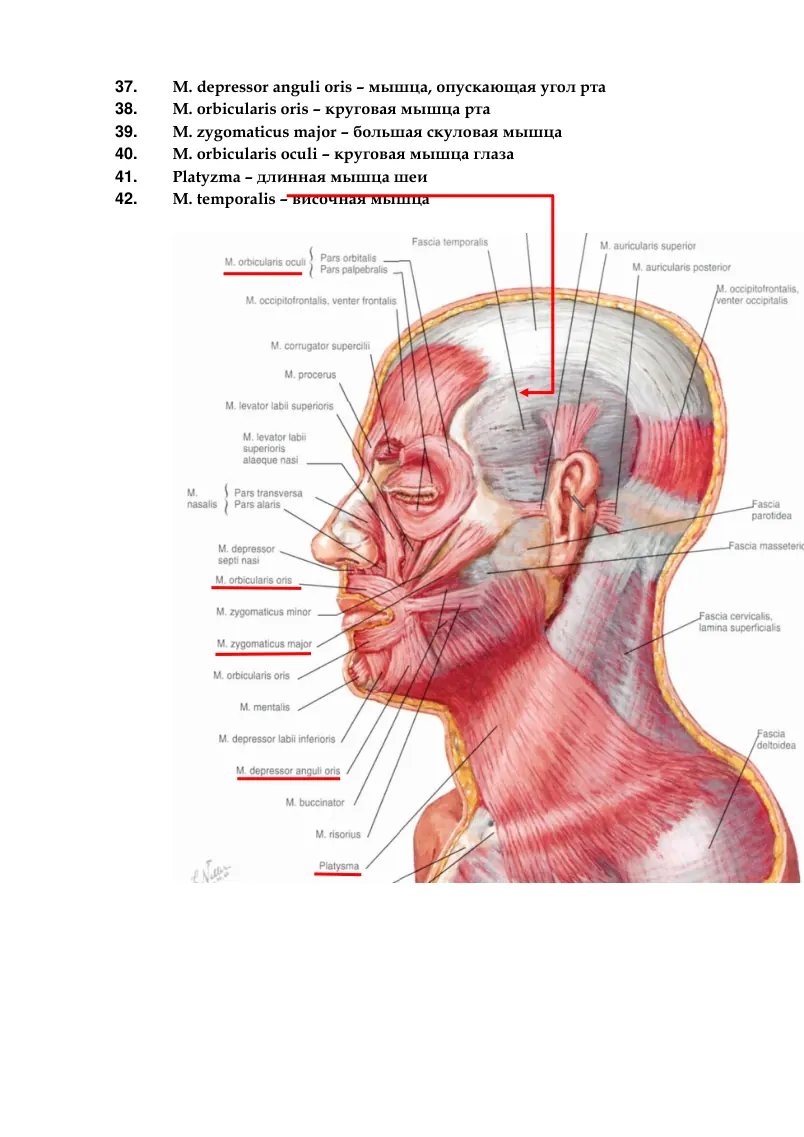 37. M. depressor anguli oris – мышца, опускающая угол рта
38. M. orbicularis oris – круговая мышца рта
39. M. zygomaticus major – большая скуловая мышца
40. M. orbicularis oculi – круговая мышца глаза
41. Platyzma – длинная мышца шеи
42. M. temporalis – височная мышца
M. orbicularis oculi
Pars orbitalis
Pars palpebralis
Fascia temporalis
M. auricularis superior
M. auricularis posterior
M. occipitofrontalis,
venter occipitalis
M. occipitofrontalis, venter frontalis
M. corrugator supercilii
M. procerus
M. levator labii superioris
M. levator labii
superioris
alaeque nasi
M.
nasalis
Pars transversa
Pars alaris
Fascia
parotidea
M. depressor
septi nasi
Fascia masseteric
M. orbicularis oris
M. zygomaticus minor
Fascia cervicalis,
lamina superficialis
M. zygomaticus major
M. orbicularis oris
M. mentalis
M. depressor labii inferioris
Fascia
deltoidea
M. depressor anguli oris
M. buccinator
M. risorius
Platysma